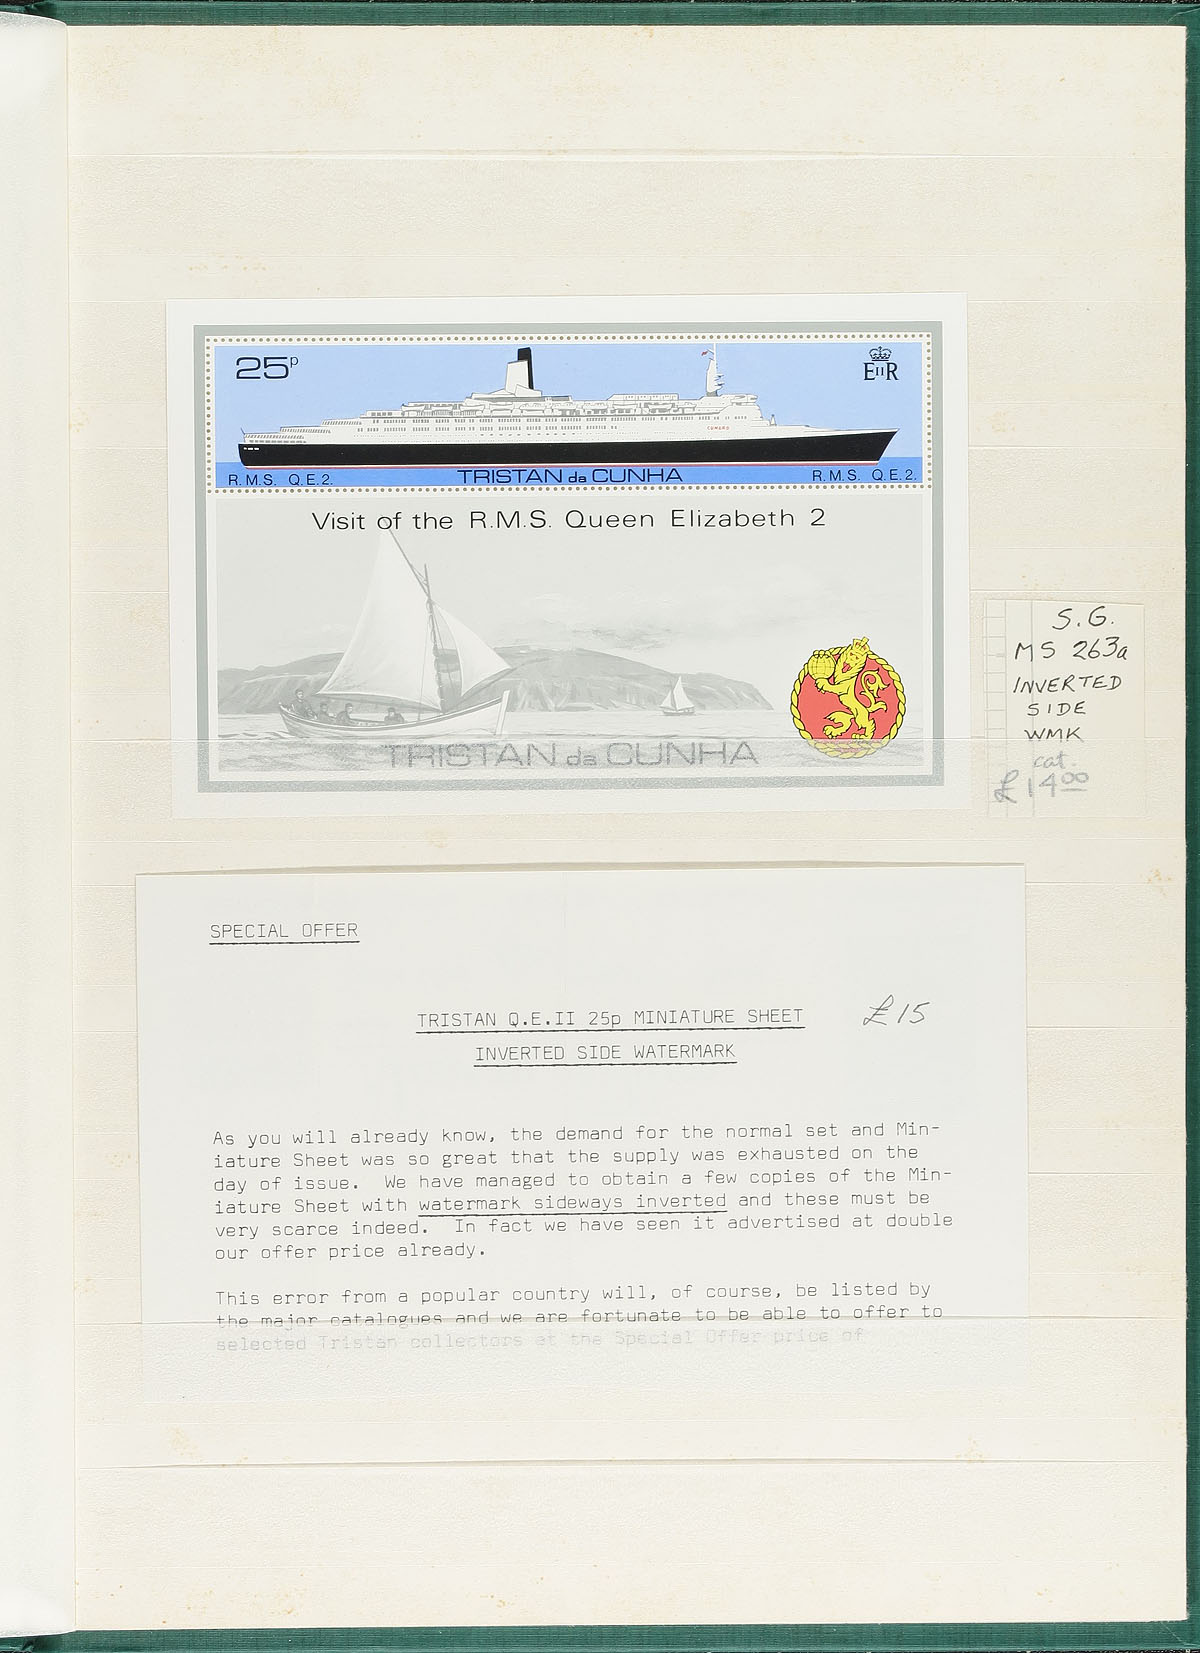 25p
EIIR
CUNARD
R.M.S. Q.E.2.
TRISTAN da CUNHA
R.M.S. Q.E.2.
Visit of the R.M.S. Queen Elizabeth 2
TRISTAN da CUNHA
S.G.
MS 263a
INVERTED
SIDE
WMK
cat.
£14.00
SPECIAL OFFER
TRISTAN Q.E.II 25p MINIATURE SHEET
£15
INVERTED SIDE WATERMARK
As you will already know, the demand for the normal set and Min-
iature Sheet was so great that the supply was exhausted on the
day of issue. We have managed to obtain a few copies of the Min-
iature Sheet with watermark sideways inverted and these must be
very scarce indeed. In fact we have seen it advertised at double
our offer price already.
This error from a popular country will, of course, be listed by
the major catalogues and we are fortunate to be able to offer to
selected Tristan collectors at the Special Offer price of